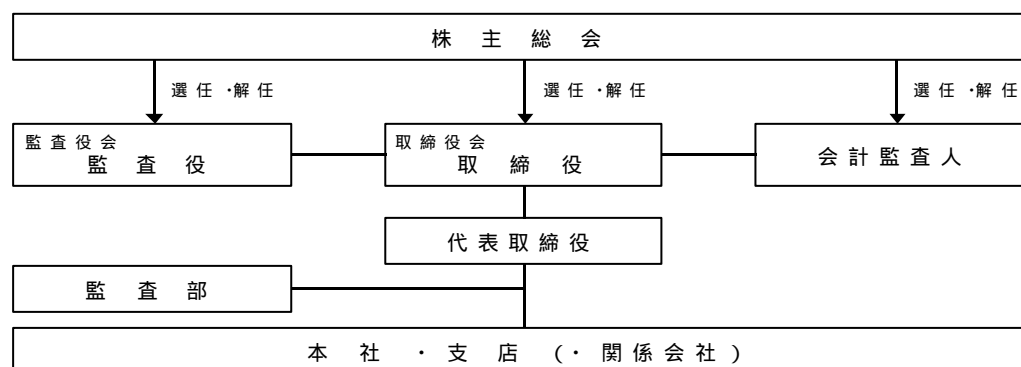 株主総会
選任・解任
選任・解任
選任・解任
監査役会
監査役
取締役会
取締役
会計監査人
代表取締役
監査部
本社・支店(・関係会社)